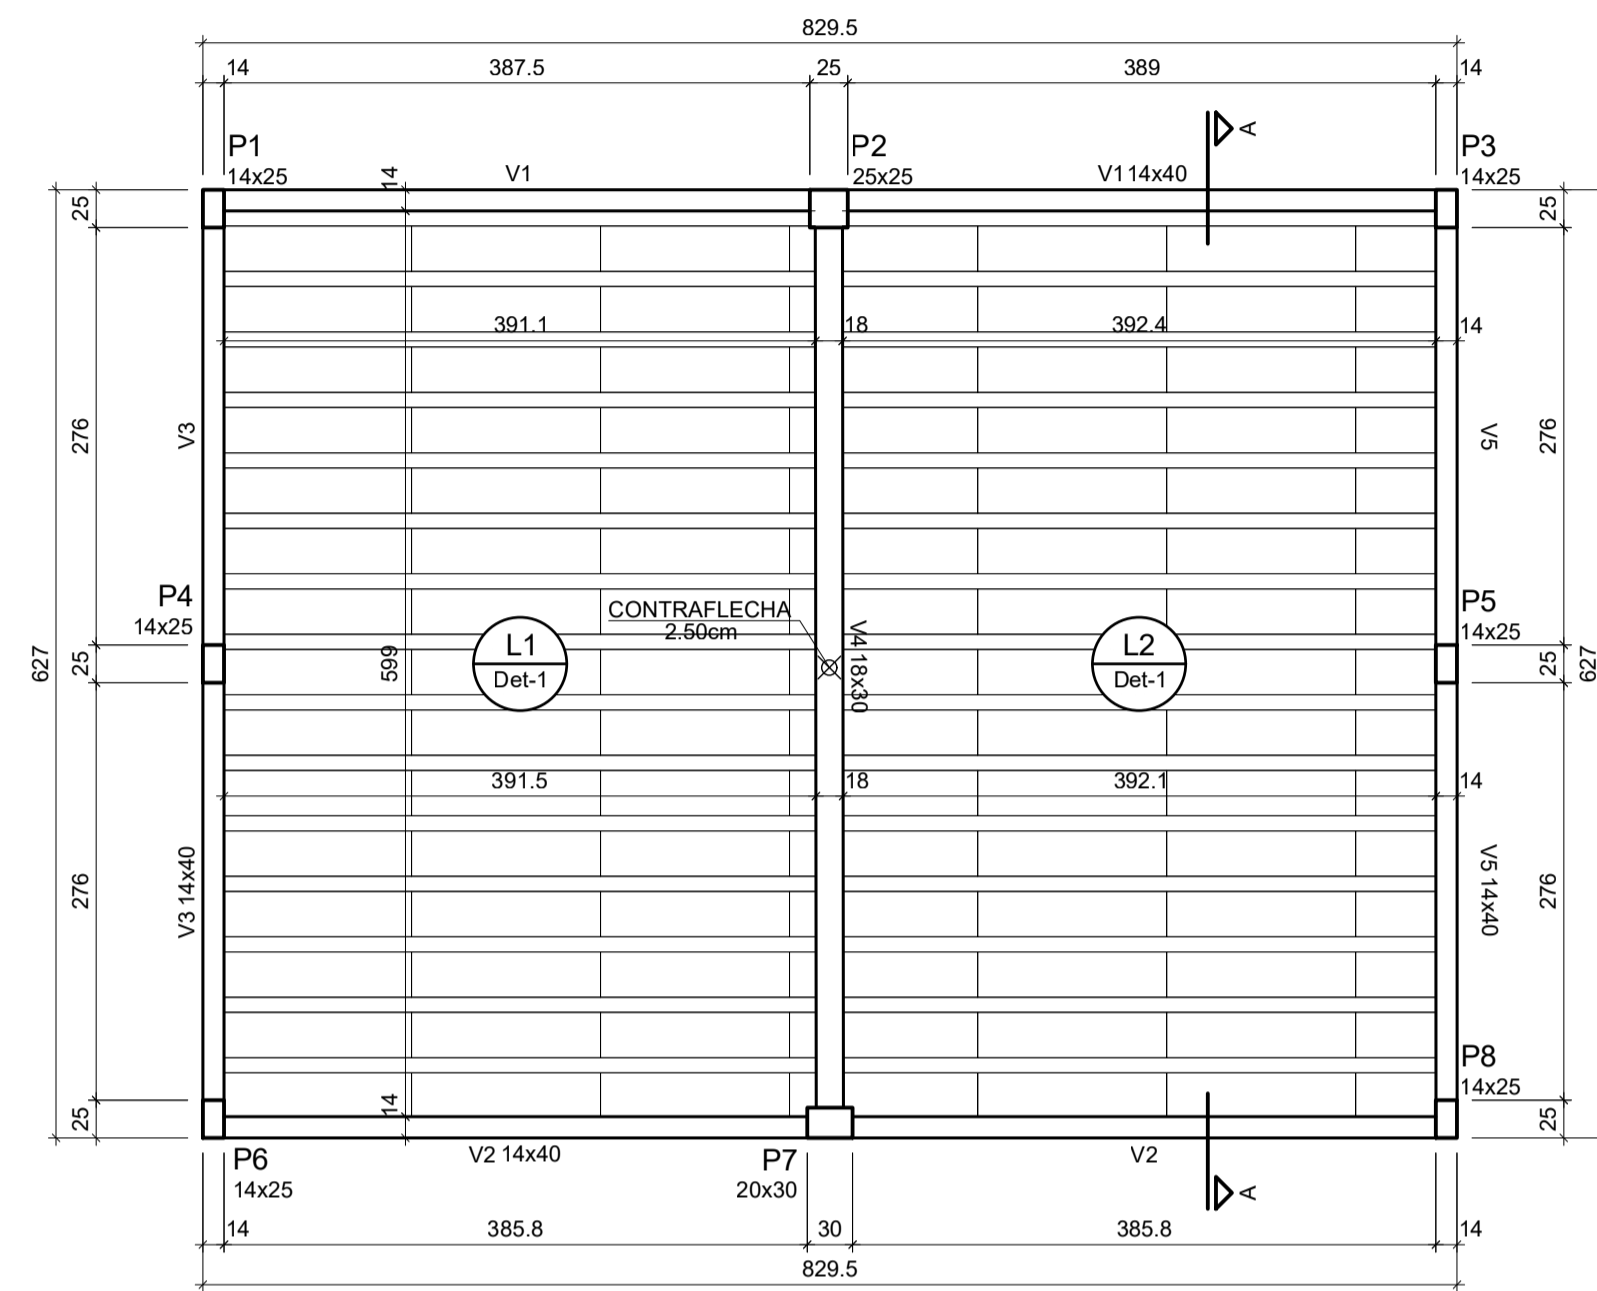 829.5
14 387.5 25 389 14
P1
14x25
V1
14
P2
25x25
V1 14x40
A
P3
14x25
25
25
391.1 18 392.4 14
276
V3
V5
276
P4
14x25
CONTRAFLECHA
2.50cm
V4 18x30
P5
14x25
627
25
599
L1
Det-1
L2
Det-1
25
627
391.5 18 392.1 14
276
V3 14x40
V5 14x40
276
P8
14x25
25
14
25
P6
14x25
V2 14x40
P7
20x30
V2
A
14 385.8 30 385.8 14
829.5